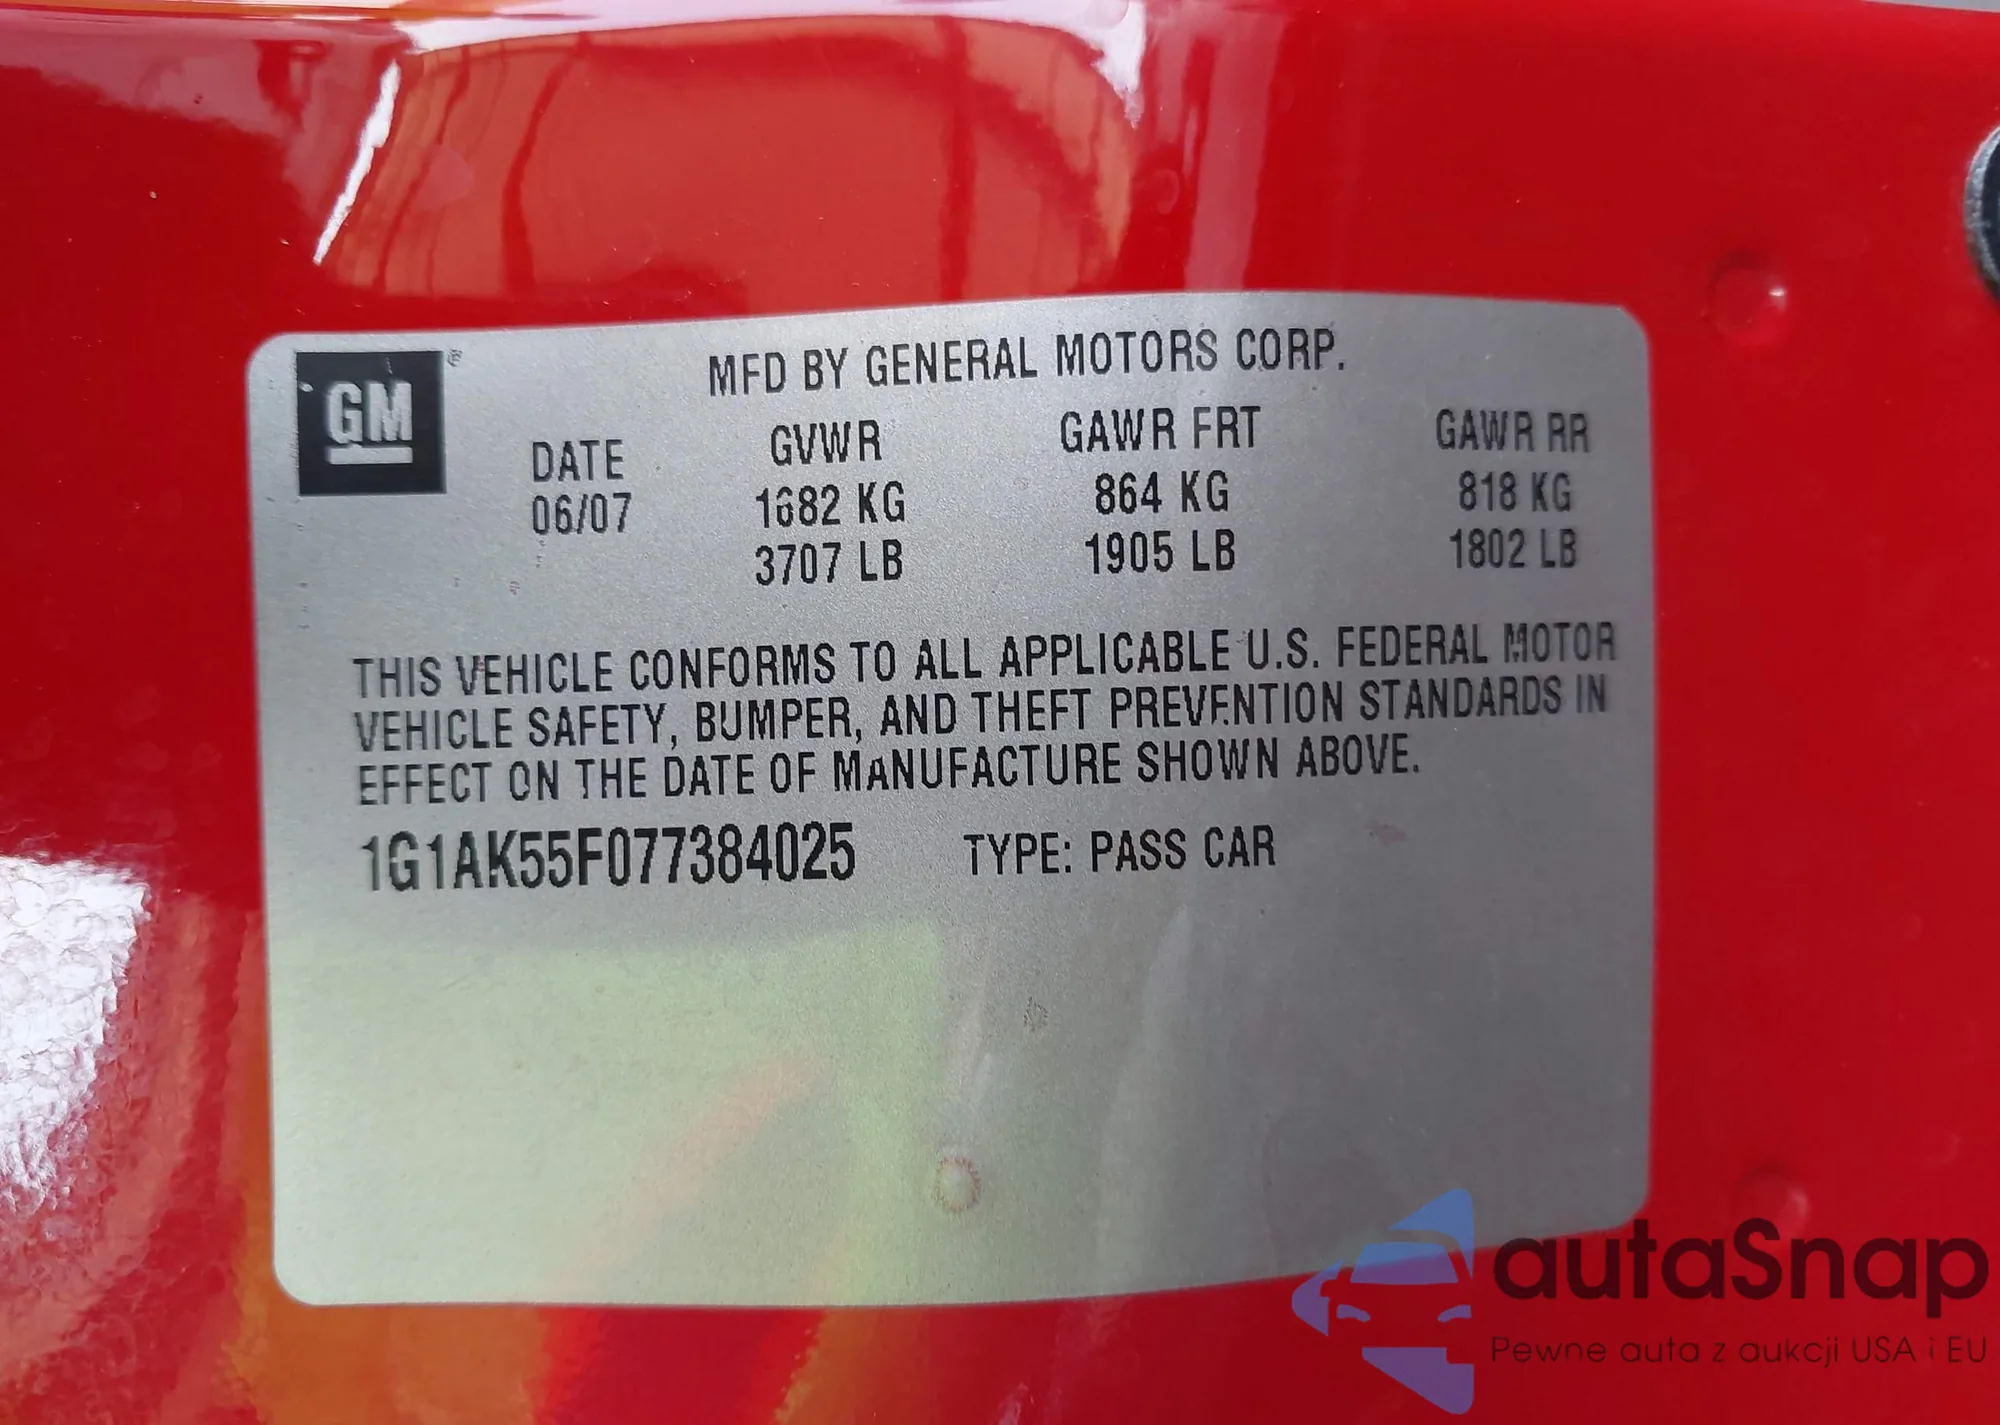 GM ®
MFD BY GENERAL MOTORS CORP.
DATE GVWR GAWR FRT GAWR RR
06/07 1682 KG 864 KG 818 KG
3707 LB 1905 LB 1802 LB
THIS VEHICLE CONFORMS TO ALL APPLICABLE U.S. FEDERAL MOTOR
VEHICLE SAFETY, BUMPER, AND THEFT PREVENTION STANDARDS IN
EFFECT ON THE DATE OF MANUFACTURE SHOWN ABOVE.
1G1AK55F077384025 TYPE: PASS CAR
autaSnap
Pewne auta z aukcji USA i EU